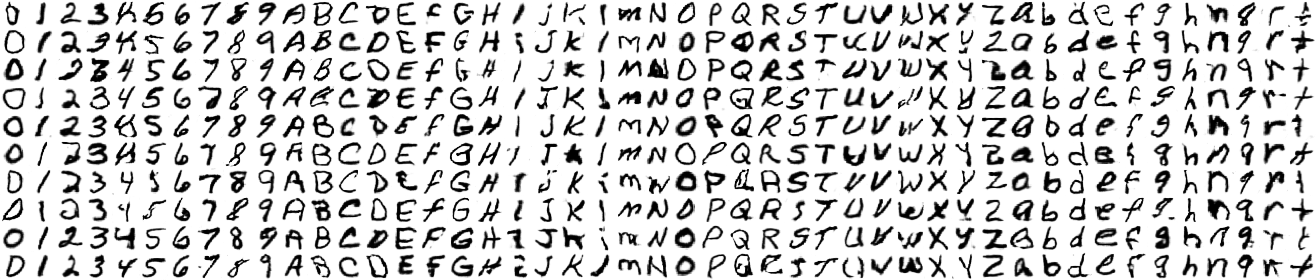 0 1 2 3 4 5 6 7 8 9 A B C D E F G H I j K l m N O P Q R S T U V W X Y Z a b d e f g h n g r t
0 1 2 3 4 5 6 7 8 9 A B C D E F G H i J K l m N O P Q R S T U V W X Y Z a b d e f g h n q r t
0 1 2 3 4 5 6 7 8 9 A B C D E f G H I J K l m N O P Q R S T U V W X Y Z a b d e f g h n q r t
0 1 2 3 4 5 6 7 8 9 A B C D E f G H I J K l m N O P Q R S T U V W X Y Z a b d e f g h n q r t
0 1 2 3 4 5 6 7 8 9 A B C D E f G H I J K l m N O P Q R S T U V W X Y Z a b d e f g h n q r t
0 1 2 3 4 5 6 7 8 9 A B C D E f G H I J K l m N O P Q R S T U V W X Y Z a b d e f g h n q r t
0 1 2 3 4 5 6 7 8 9 A B C D E f G H I j K l m N O P Q R S T U V W X Y Z a b d e f g h n q r t
0 1 2 3 4 5 6 7 8 9 A B C D E f G H I J K l m N O P Q R S T U V W X Y Z a b d e f g h n q r t
0 1 2 3 4 5 6 7 8 9 A B C D E F G H I J K i m N O P Q R S T U V W X Y Z a b d e f g h n q r t
0 1 2 3 4 5 6 7 8 9 A B C D E F G H I J K l m N O P Q R S T U V W X Y Z a b d e f g h n q r t